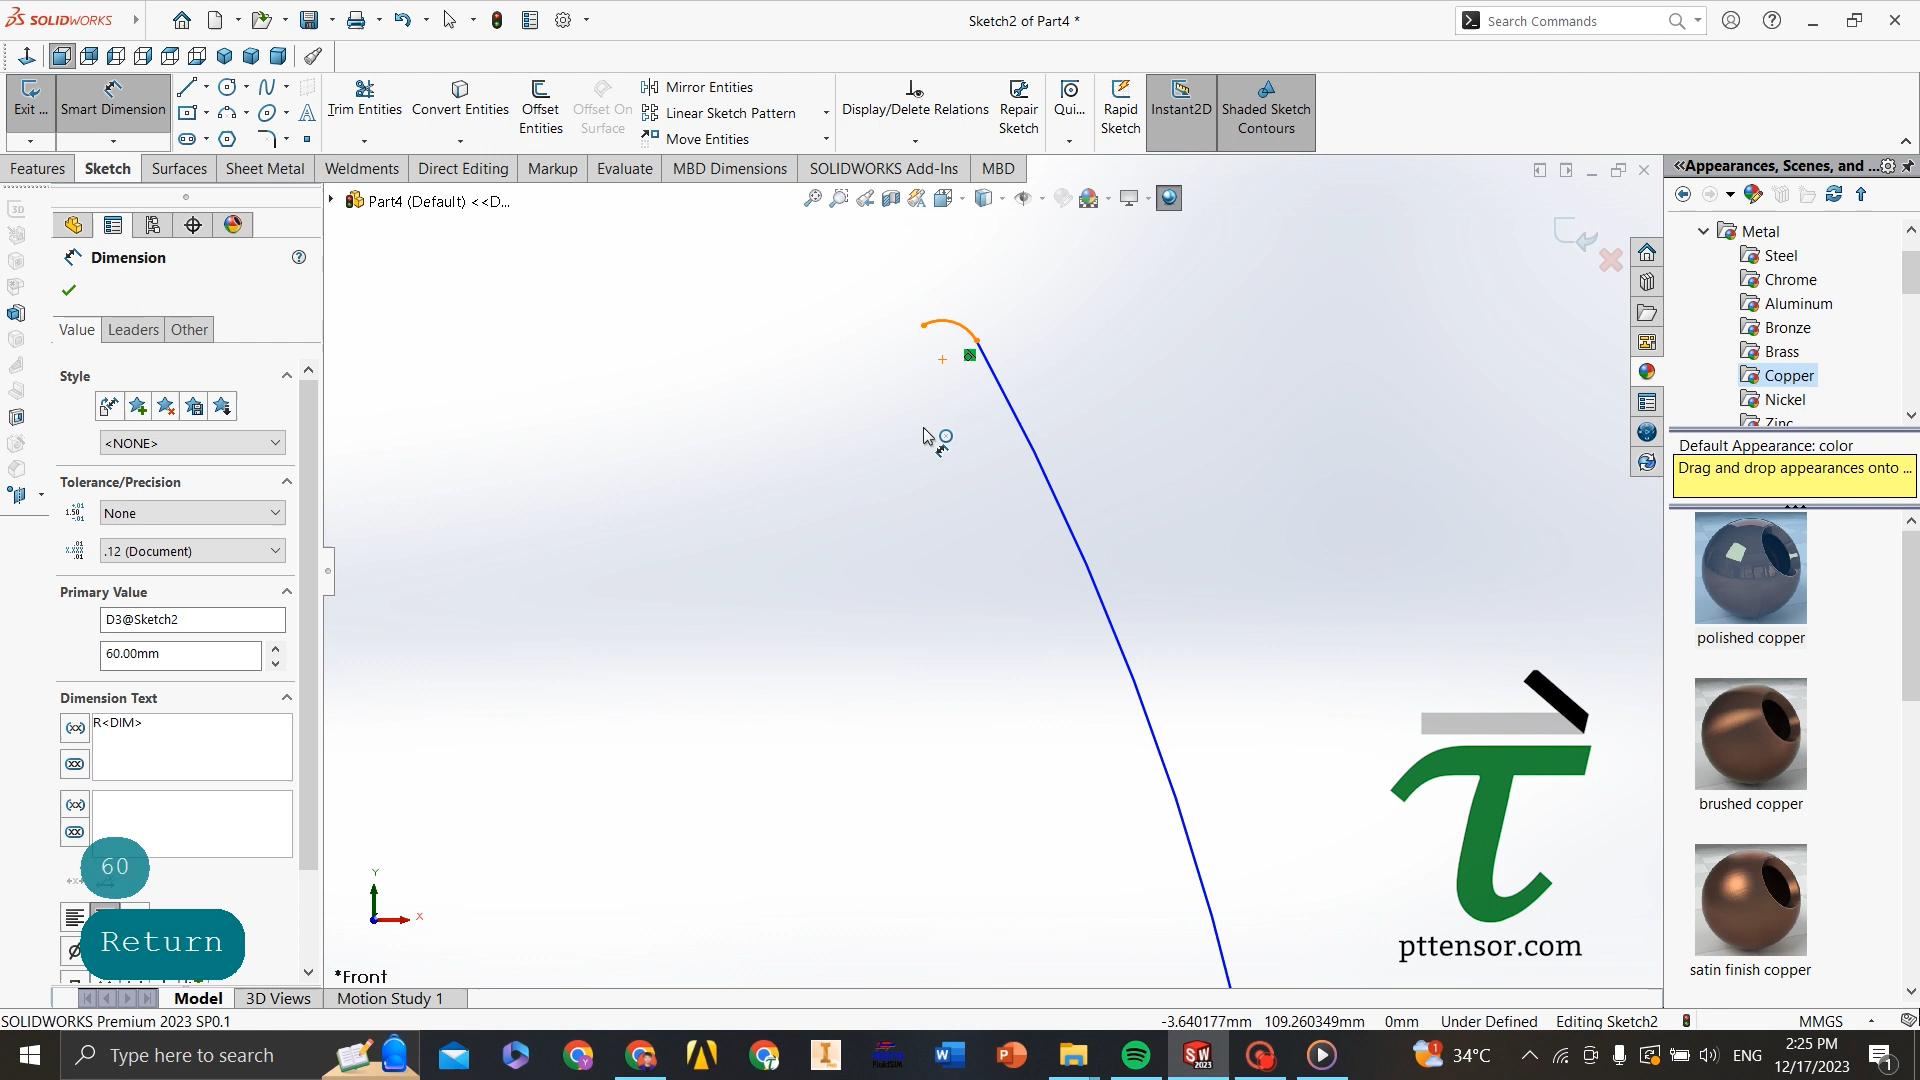 SOLIDWORKS
Sketch2 of Part4 *
Search Commands
Exit ...
Smart Dimension
Trim Entities
Convert Entities
Offset
Entities
Offset On
Surface
Mirror Entities
Linear Sketch Pattern
Move Entities
Display/Delete Relations
Repair
Sketch
Qui...
Rapid
Sketch
Instant2D
Shaded Sketch
Contours
Features
Sketch
Surfaces
Sheet Metal
Weldments
Direct Editing
Markup
Evaluate
MBD Dimensions
SOLIDWORKS Add-Ins
MBD
«Appearances, Scenes, and ...
Part4 (Default) <<D...
Dimension
Value
Leaders
Other
Style
<NONE>
Tolerance/Precision
None
.12 (Document)
Primary Value
D3@Sketch2
60.00mm
Dimension Text
R<DIM>
60
Return
Y
X
*Front
pttensor.com
Metal
Steel
Chrome
Aluminum
Bronze
Brass
Copper
Nickel
Zinc
Default Appearance: color
Drag and drop appearances onto ...
polished copper
brushed copper
satin finish copper
Model
3D Views
Motion Study 1
SOLIDWORKS Premium 2023 SP0.1
-3.640177mm
109.260349mm
0mm
Under Defined
Editing Sketch2
MMGS
Type here to search
34°C
ENG
2:25 PM
12/17/2023
1